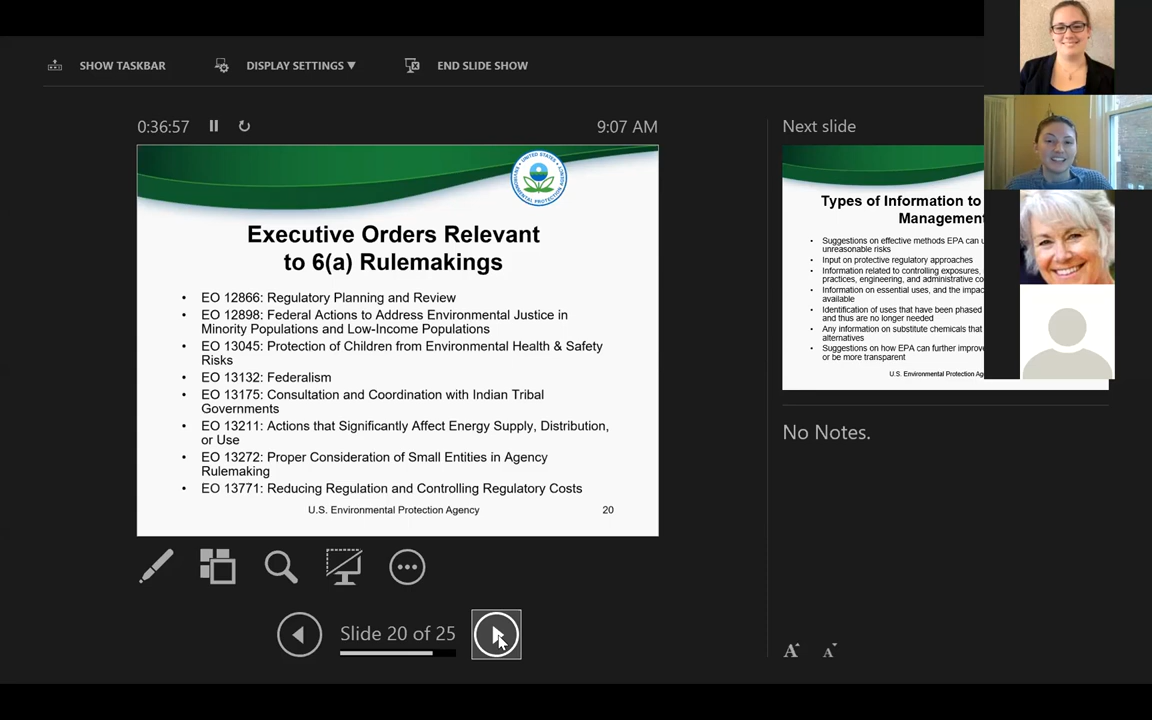 SHOW TASKBAR
DISPLAY SETTINGS ▼
END SLIDE SHOW
0:36:57
9:07 AM
UNITED STATES
ENVIRONMENTAL PROTECTION AGENCY
Executive Orders Relevant
to 6(a) Rulemakings
• EO 12866: Regulatory Planning and Review
• EO 12898: Federal Actions to Address Environmental Justice in
Minority Populations and Low-Income Populations
• EO 13045: Protection of Children from Environmental Health & Safety
Risks
• EO 13132: Federalism
• EO 13175: Consultation and Coordination with Indian Tribal
Governments
• EO 13211: Actions that Significantly Affect Energy Supply, Distribution,
or Use
• EO 13272: Proper Consideration of Small Entities in Agency
Rulemaking
• EO 13771: Reducing Regulation and Controlling Regulatory Costs
U.S. Environmental Protection Agency
20
Slide 20 of 25
Next slide
Types of Information to
Management
• Suggestions on effective methods EPA can
unreasonable risks
• Input on protective regulatory approaches
• Information related to controlling exposures,
practices, engineering, and administrative
• Information on essential uses, and the
available
• Identification of uses that have been phased
and thus are no longer needed
• Any information on substitute chemicals that
alternatives
• Suggestions on how EPA can further
or be more transparent
U.S. Environmental Protection
No Notes.
A A